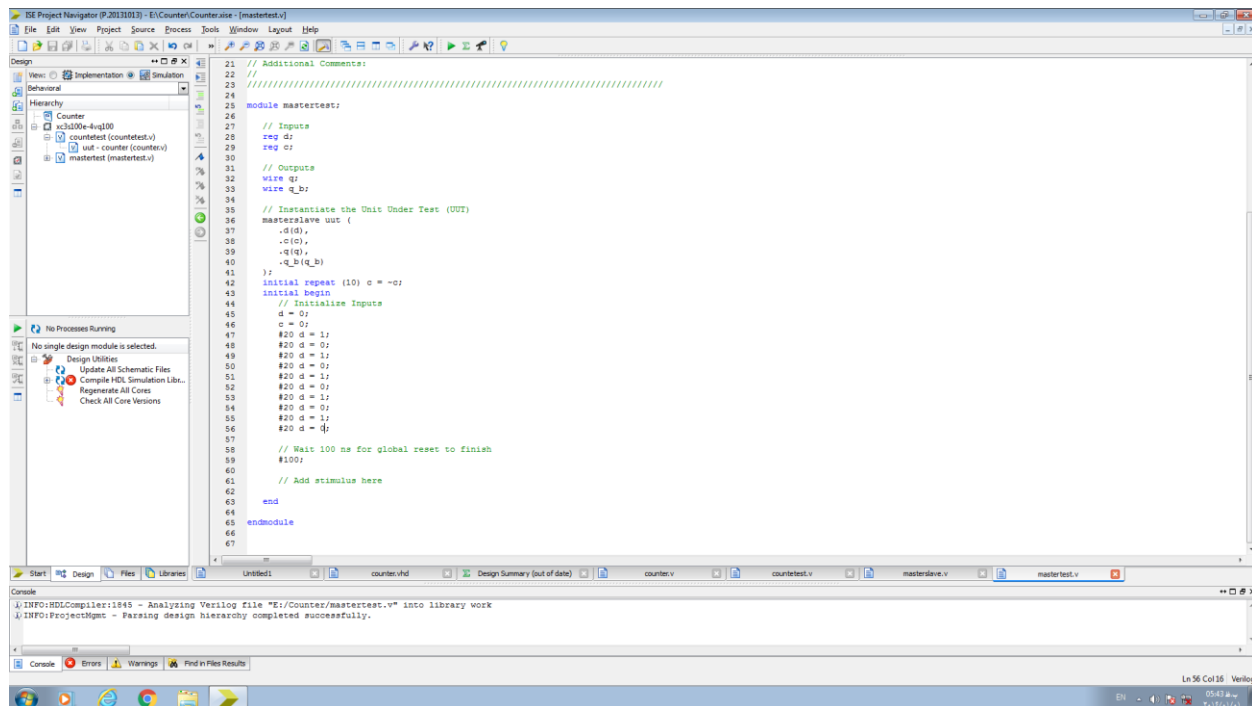 ISE Project Navigator (P.20131013) - E:\Counter\Counter.xise - [mastertest.v]
File Edit View Project Source Process Tools Window Layout Help
Design
View: Implementation Simulation
Behavioral
Hierarchy
Counter
xc3s100e-4vq100
countetest (countetest.v)
uut - counter (counter.v)
mastertest (mastertest.v)
No Processes Running
No single design module is selected.
Design Utilities
Update All Schematic Files
Compile HDL Simulation Libr...
Regenerate All Cores
Check All Core Versions
21 // Additional Comments:
22 //
23 ////////////////////////////////////////////////////////////////////////////////
24
25 module mastertest;
26
27 // Inputs
28 reg d;
29 reg c;
30
31 // Outputs
32 wire q;
33 wire q_b;
34
35 // Instantiate the Unit Under Test (UUT)
36 masterslave uut (
37 .d(d),
38 .c(c),
39 .q(q),
40 .q_b(q_b)
41 );
42 initial repeat (10) c = ~c;
43 initial begin
44 // Initialize Inputs
45 d = 0;
46 c = 0;
47 #20 d = 1;
48 #20 d = 0;
49 #20 d = 1;
50 #20 d = 0;
51 #20 d = 1;
52 #20 d = 0;
53 #20 d = 1;
54 #20 d = 0;
55 #20 d = 1;
56 #20 d = 0;
57
58 // Wait 100 ns for global reset to finish
59 #100;
60
61 // Add stimulus here
62
63 end
64
65 endmodule
66
67
Start Design Files Libraries
Untitled1 counter.vhd Design Summary (out of date) counter.v countetest.v masterslave.v mastertest.v
Console
INFO:HDLCompiler:1845 - Analyzing Verilog file "E:/Counter/mastertest.v" into library work
INFO:ProjectMgmt - Parsing design hierarchy completed successfully.
Console Errors Warnings Find in Files Results
Ln 56 Col 16 Verilog
EN
05:43